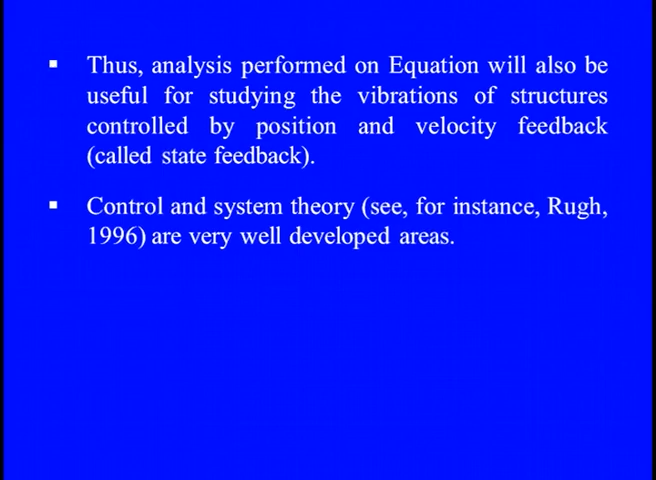 ▪ Thus, analysis performed on Equation will also be
useful for studying the vibrations of structures
controlled by position and velocity feedback
(called state feedback).
▪ Control and system theory (see, for instance, Rugh,
1996) are very well developed areas.